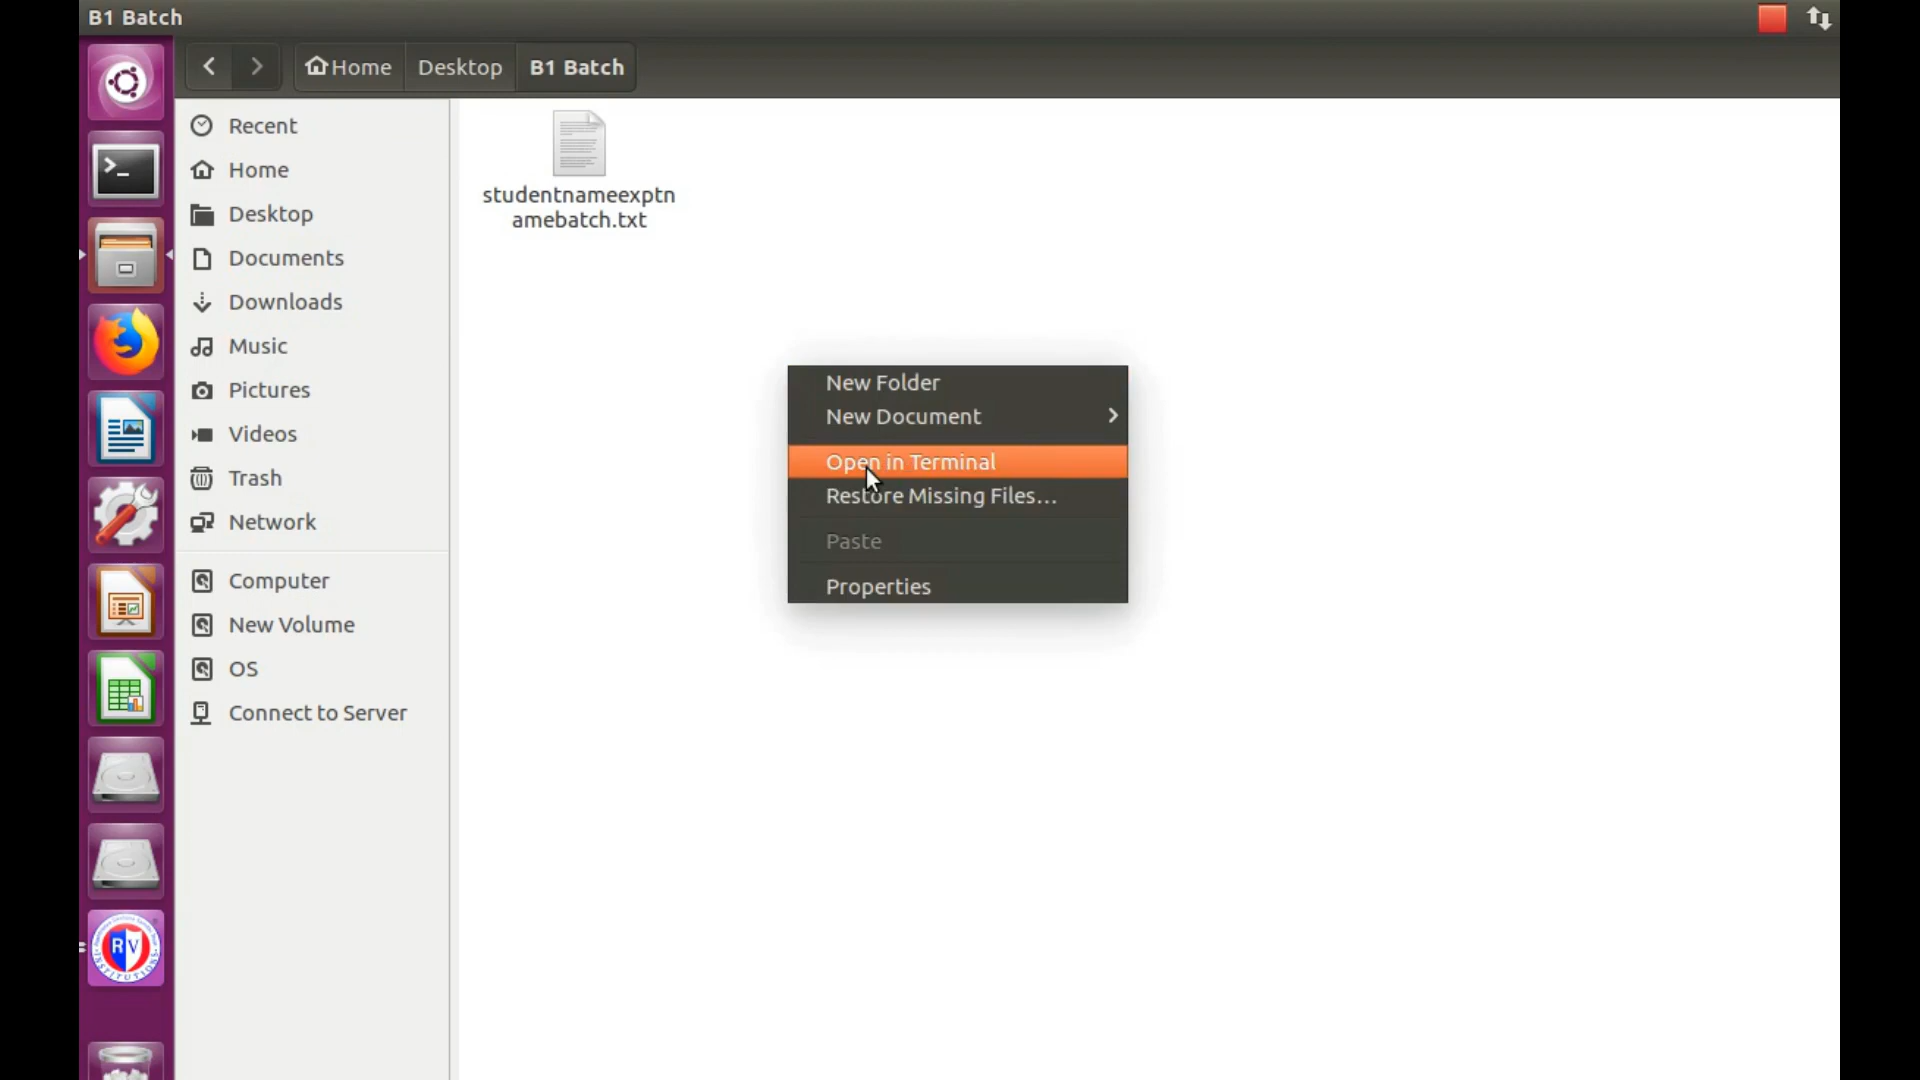 B1 Batch
Home
Desktop
B1 Batch
Recent
Home
Desktop
Documents
Downloads
Music
Pictures
Videos
Trash
Network
Computer
New Volume
OS
Connect to Server
studentnameexptn
amebatch.txt
New Folder
New Document
Open in Terminal
Restore Missing Files…
Paste
Properties
RV
INSTITUTIONS